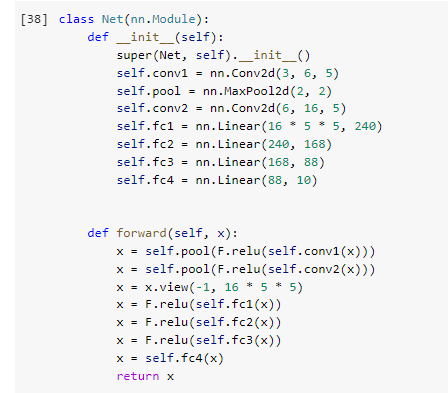 [38] class Net(nn.Module):
    def __init__(self):
        super(Net, self).__init__()
        self.conv1 = nn.Conv2d(3, 6, 5)
        self.pool = nn.MaxPool2d(2, 2)
        self.conv2 = nn.Conv2d(6, 16, 5)
        self.fc1 = nn.Linear(16 * 5 * 5, 240)
        self.fc2 = nn.Linear(240, 168)
        self.fc3 = nn.Linear(168, 88)
        self.fc4 = nn.Linear(88, 10)
    def forward(self, x):
        x = self.pool(F.relu(self.conv1(x)))
        x = self.pool(F.relu(self.conv2(x)))
        x = x.view(-1, 16 * 5 * 5)
        x = F.relu(self.fc1(x))
        x = F.relu(self.fc2(x))
        x = F.relu(self.fc3(x))
        x = self.fc4(x)
        return x